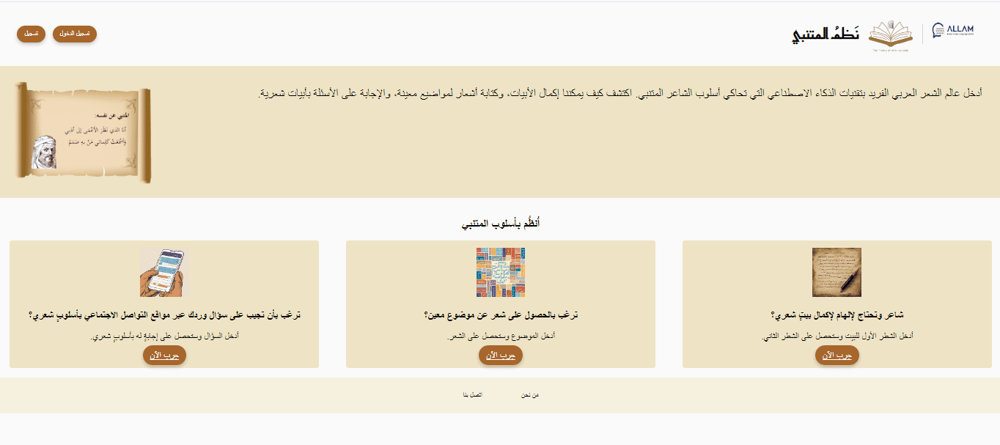 ALLAM
نَظمُ المتنبي
تسجيل الدخول
تسجيل
أدخل عالم الشعر العربي الفريد بتقنيات الذكاء الاصطناعي التي تحاكي أسلوب الشاعر المتنبي. اكتشف كيف يمكننا إكمال الأبيات، وكتابة أشعار لمواضيع معينة، والإجابة على الأسئلة بأبيات شعرية.
المتنبي عن نفسه:
أنا الذي نظر الأعمى إلى أدبي
وأسمعت كلماتي من به صمم
اُنظُم بأسلوب المتنبي
شاعر وتحتاج لإلهام لإكمال بيتٍ شعري؟
أدخل الشطر الأول للبيت وستحصل على الشطر الثاني.
جرب الآن
ترغب بالحصول على شعر عن موضوع معين؟
أدخل الموضوع وستحصل على الشعر.
جرب الآن
ترغب بأن تجيب على سؤال وردك عبر مواقع التواصل الاجتماعي بأسلوبٍ شعري؟
أدخل السؤال وستحصل على إجابةٍ له بأسلوبٍ شعري.
جرب الآن
من نحن
اتصل بنا